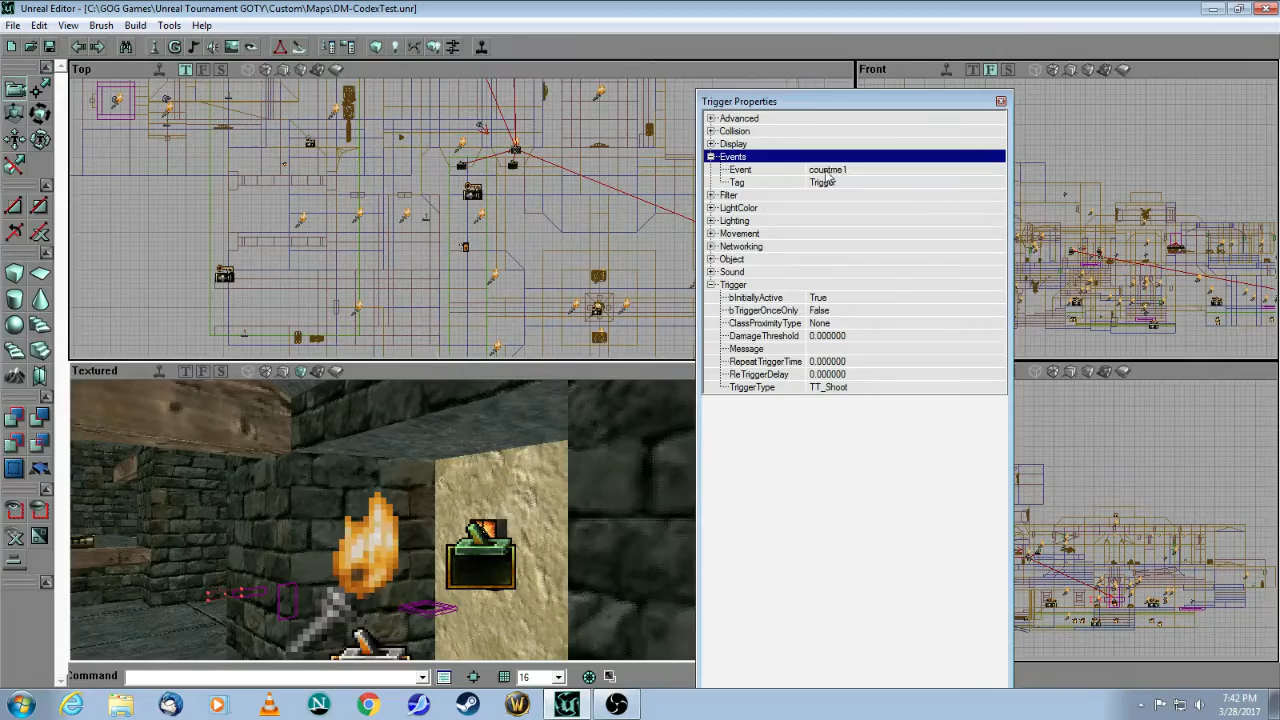 Unreal Editor - [C:\GOG Games\Unreal Tournament GOTY\Custom\Maps\DM-CodexTest.unr]
File Edit View Brush Build Tools Help
Top
T F S
Front
T F S
Trigger Properties
Advanced
Collision
Display
Events
Event countme1
Tag Trigger
Filter
LightColor
Lighting
Movement
Networking
Object
Sound
Trigger
bInitiallyActive True
bTriggerOnceOnly False
ClassProximityType None
DamageThreshold 0.000000
Message
RepeatTriggerTime 0.000000
ReTriggerDelay 0.000000
TriggerType TT_Shoot
Textured
T F S
Command
16
7:42 PM
3/28/2017